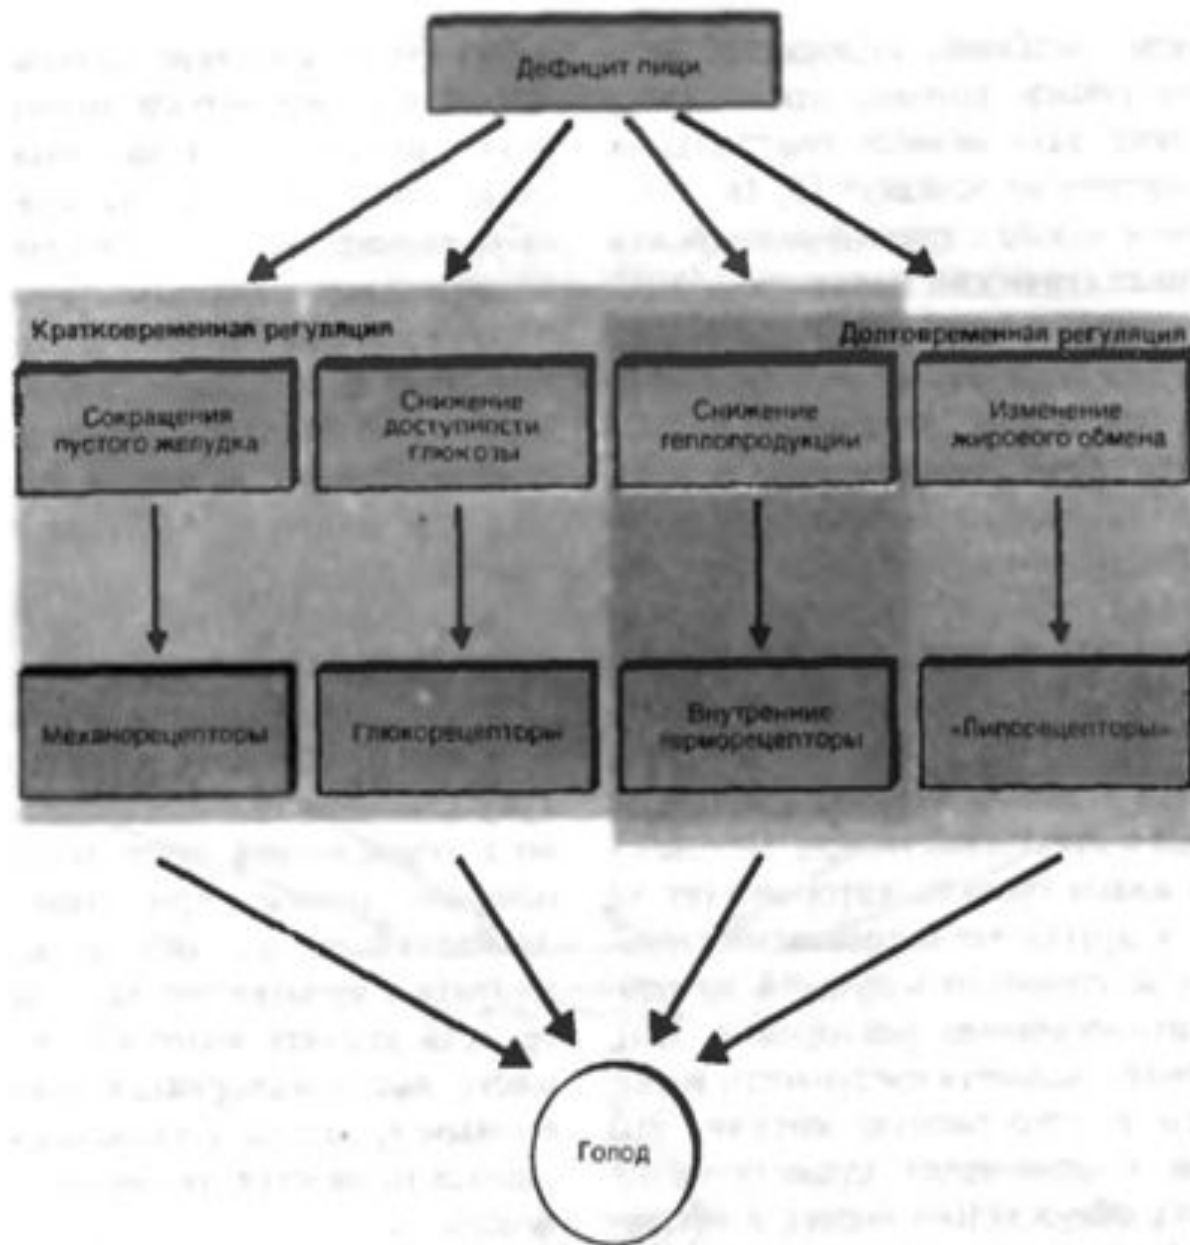 Дефицит пищи
Кратковременная регуляция
Долговременная регуляция
Сокращения
пустого желудка
Снижение
доступности
глюкозы
Снижение
теплопродукции
Изменение
жирового обмена
Механорецепторы
Глюкорецепторы
Внутренние
терморецепторы
«Липорецепторы»
Голод